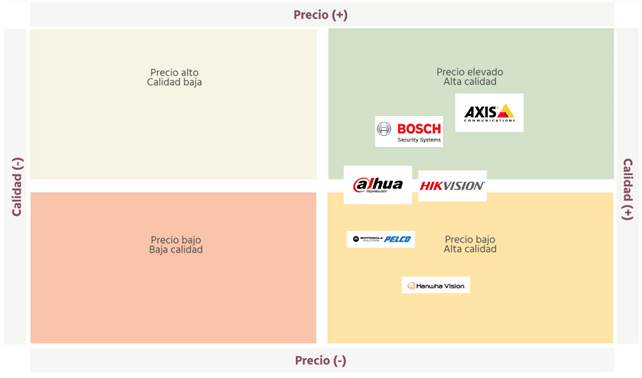 Precio (+)
Calidad (-)
Precio alto
Calidad baja
Precio elevado
Alta calidad
AXIS
COMMUNICATIONS
BOSCH
Security Systems
alhua
TECHNOLOGY
HIKVISION
Calidad (+)
Precio bajo
Baja calidad
MOTOROLA
SOLUTIONS
PELCO
Precio bajo
Alta calidad
Hanwha Vision
Precio (-)